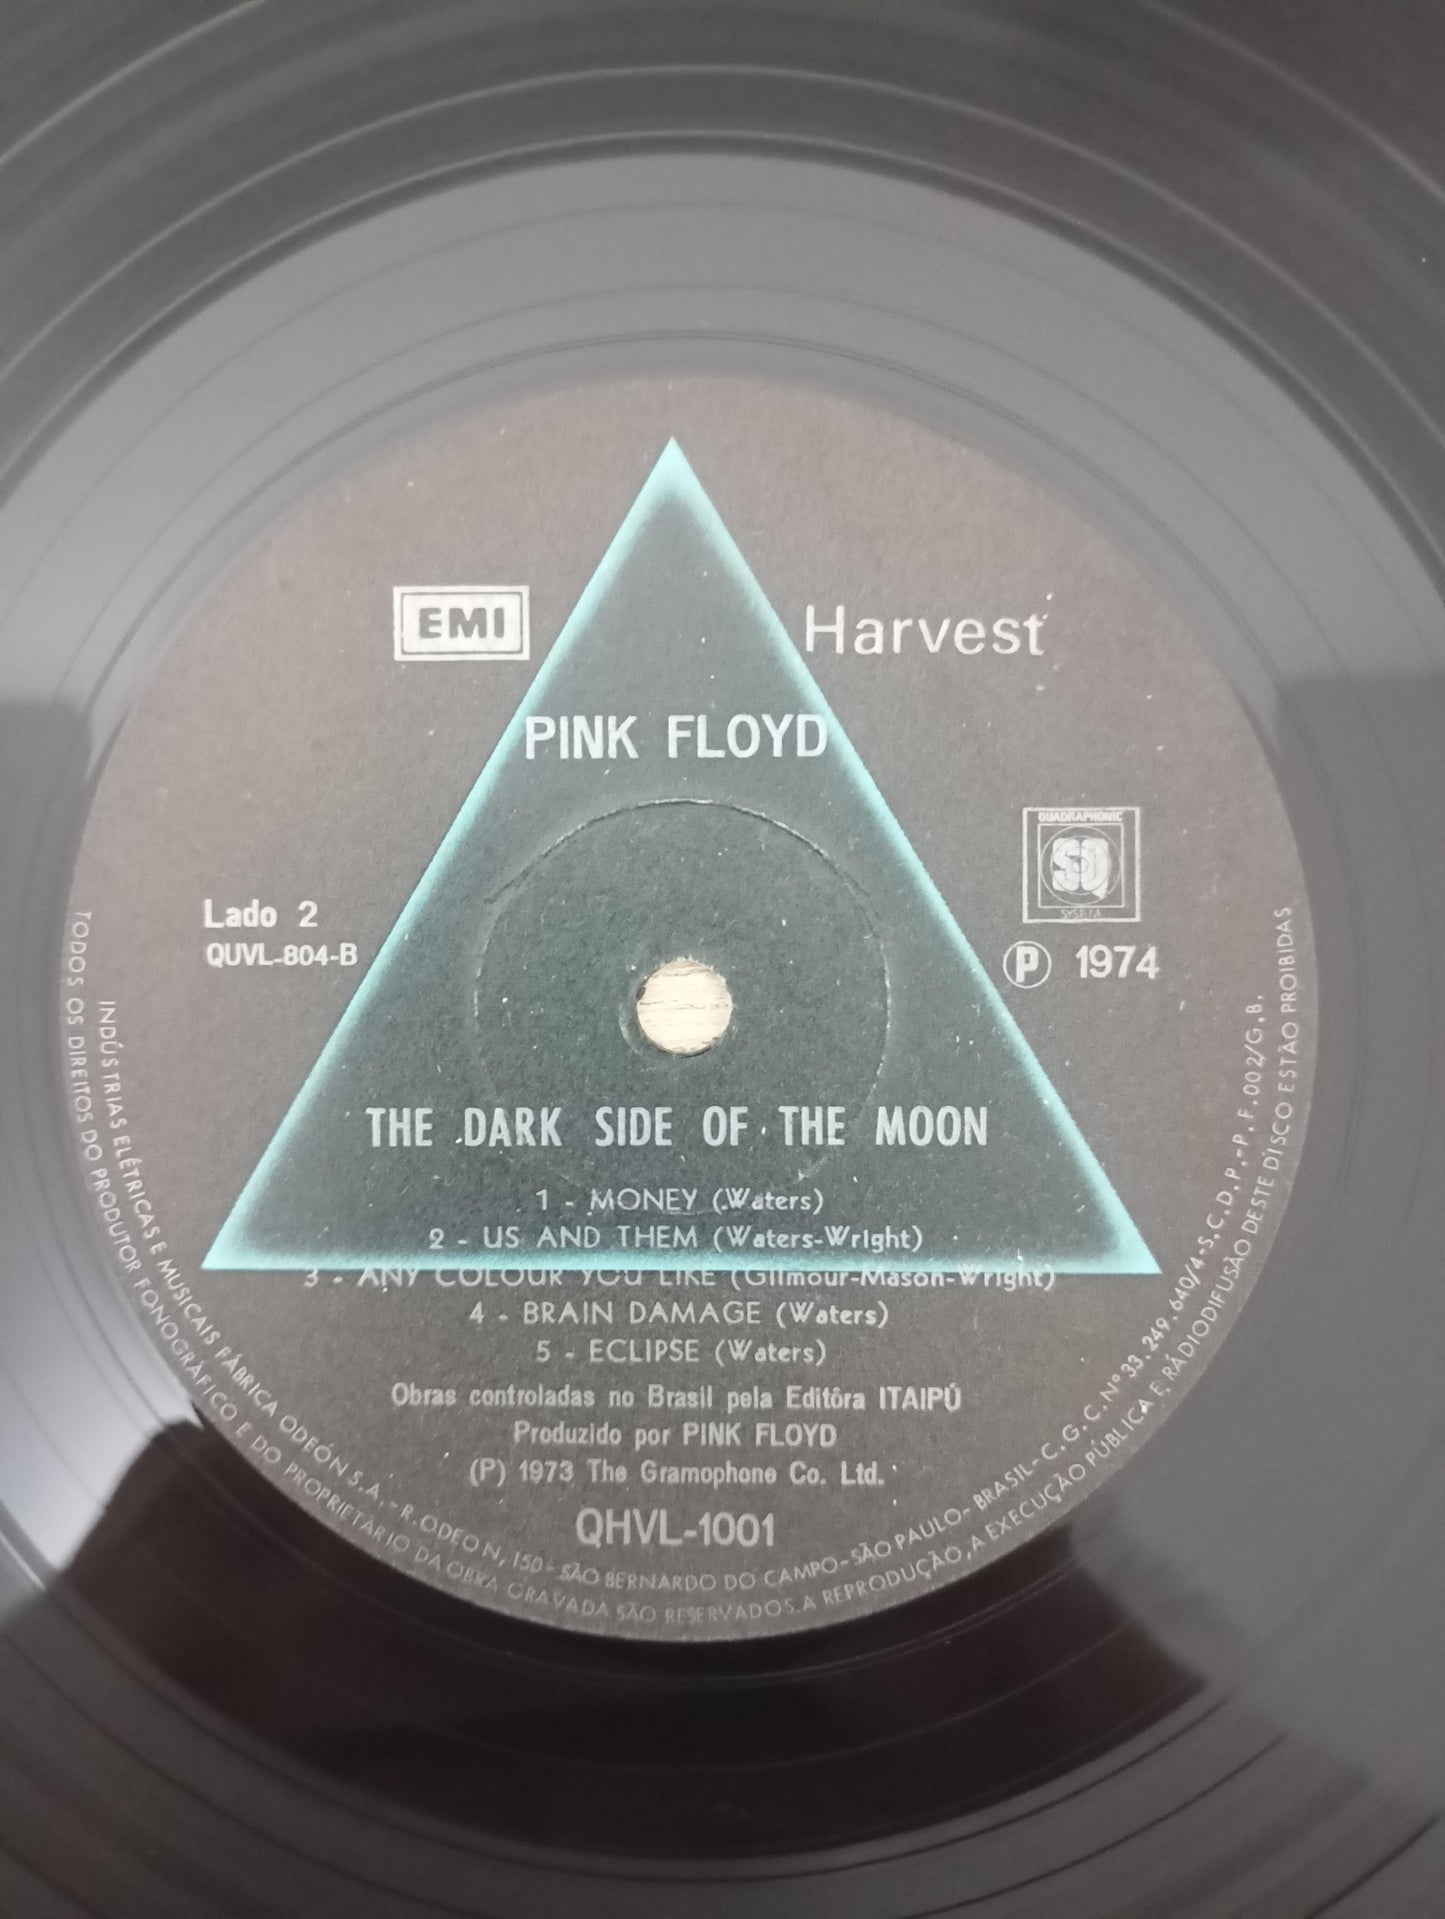 EMI
Harvest
PINK FLOYD
QUADRAPHONIC
SQ
SYSTEM
Lado 2
QUVL-804-B
Ⓟ 1974
THE DARK SIDE OF THE MOON
1 - MONEY (Waters)
2 - US AND THEM (Waters-Wright)
3 - ANY COLOUR YOU LIKE (Gilmour-Mason-Wright)
4 - BRAIN DAMAGE (Waters)
5 - ECLIPSE (Waters)
Obras controladas no Brasil pela Editôra ITAIPÚ
Produzido por PINK FLOYD
(P) 1973 The Gramophone Co. Ltd.
QHVL-1001
INDÚSTRIAS ELÉTRICAS E MUSICAIS FÁBRICA ODEÓN S.A. - R. ODEON, 150 - SÃO BERNARDO DO CAMPO - SÃO PAULO - BRASIL - C.G.C. Nº 33.249.640/4 - S.C.D.P. - P.F. 002/G.B.
TODOS OS DIREITOS DO PRODUTOR FONOGRÁFICO E DO PROPRIETÁRIO DA OBRA GRAVADA SÃO RESERVADOS. A REPRODUÇÃO, A EXECUÇÃO PÚBLICA E RÁDIODIFUSÃO DESTE DISCO ESTÃO PROIBIDAS